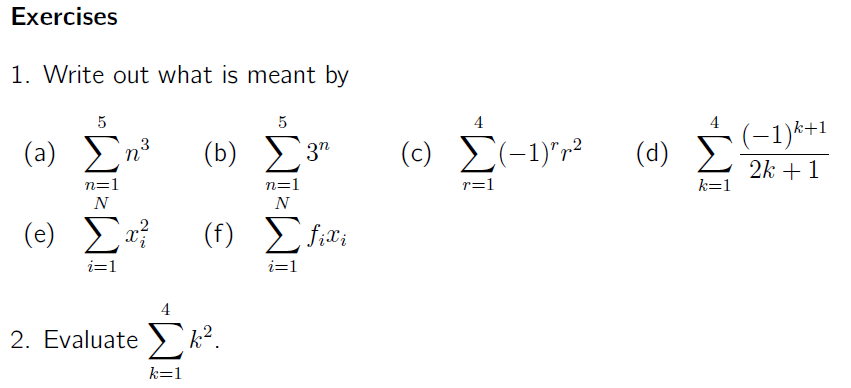 Exercises
1. Write out what is meant by
(a) $\sum_{n=1}^{5} n^3$ (b) $\sum_{n=1}^{5} 3^n$ (c) $\sum_{r=1}^{4} (-1)^r r^2$ (d) $\sum_{k=1}^{4} \frac{(-1)^{k+1}}{2k+1}$
(e) $\sum_{i=1}^{N} x_i^2$ (f) $\sum_{i=1}^{N} f_i x_i$
2. Evaluate $\sum_{k=1}^{4} k^2$.